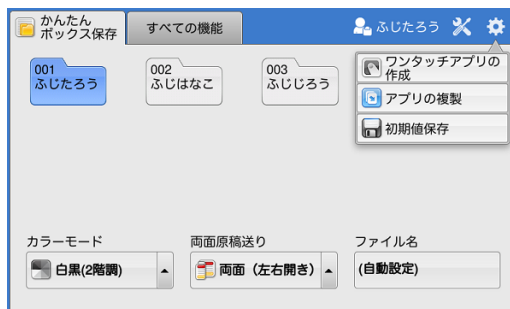 かんたん
ボックス保存
すべての機能
ふじたろう
001
ふじたろう
002
ふじはなこ
003
ふじじろう
ワンタッチアプリの
作成
アプリの複製
初期値保存
カラーモード
両面原稿送り
ファイル名
白黒(2階調)
両面（左右開き）
(自動設定)